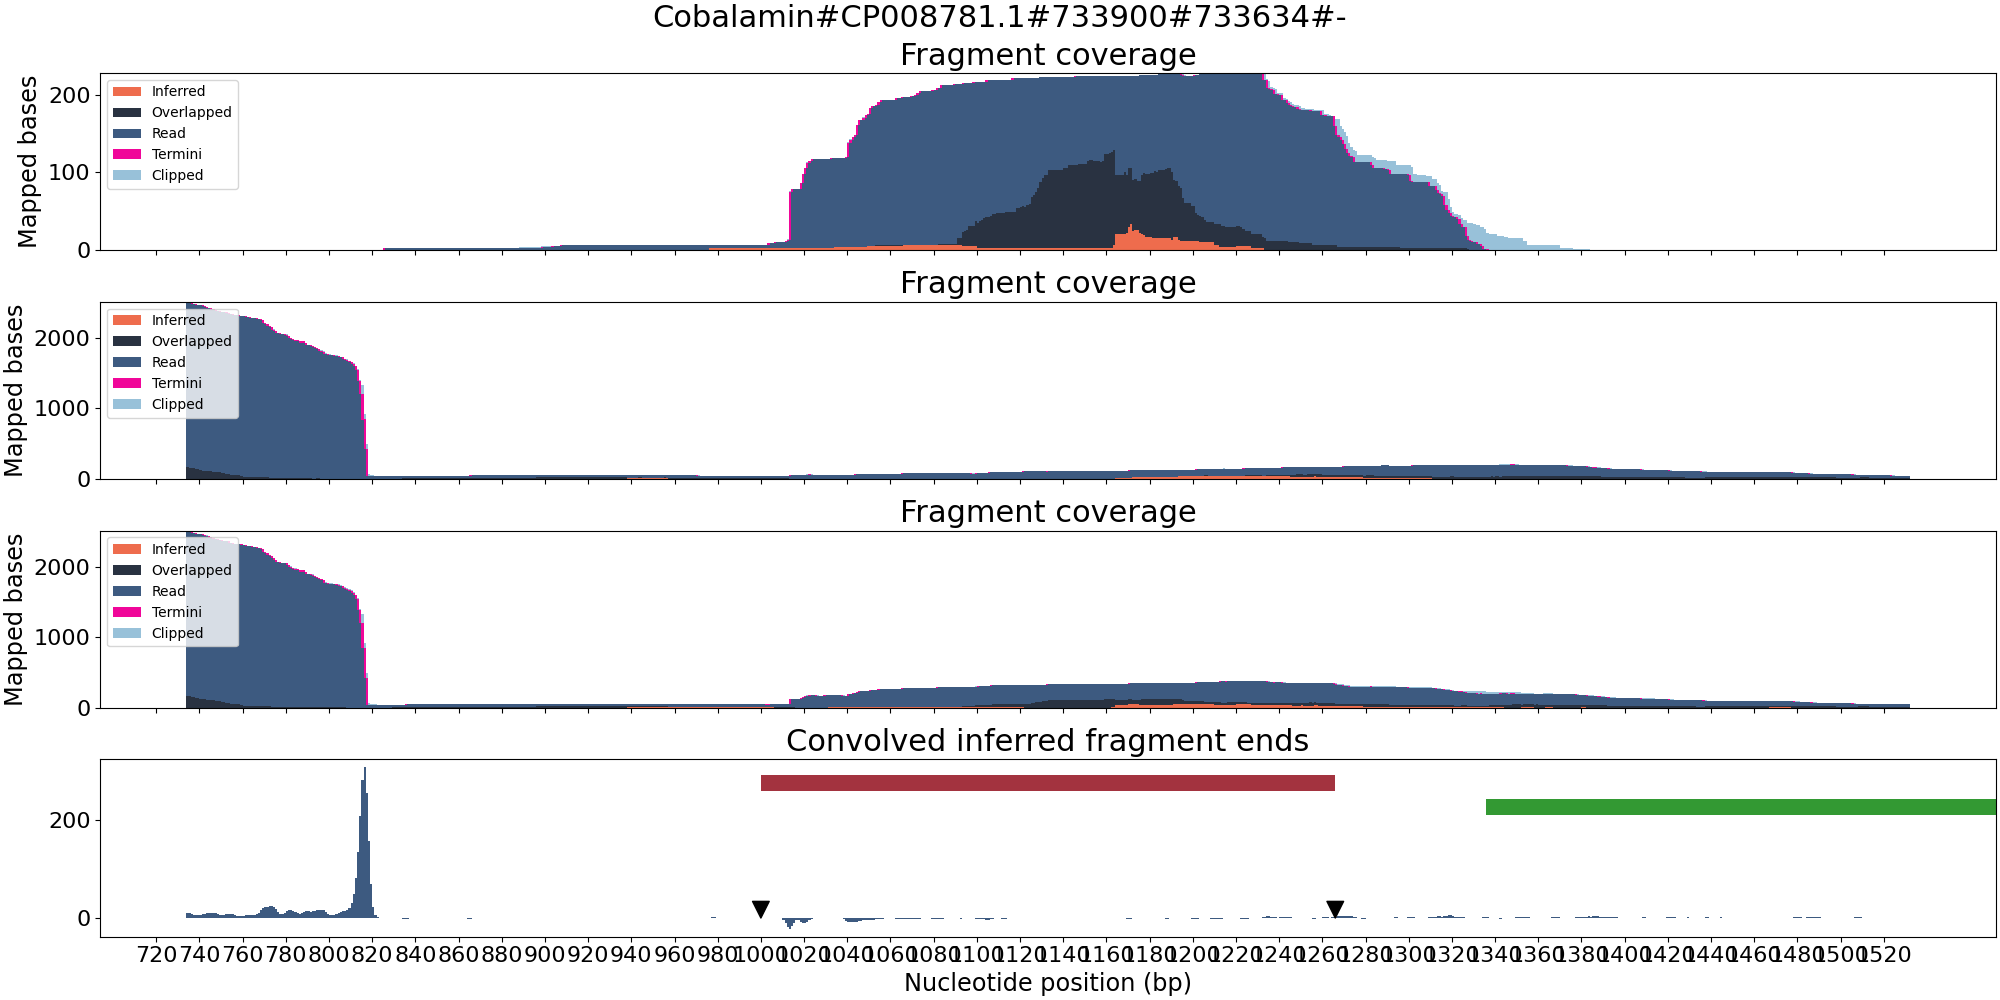 Cobalamin#CP008781.1#733900#733634#-
Fragment coverage
Mapped bases
200
100
0
Inferred
Overlapped
Read
Termini
Clipped
Fragment coverage
Mapped bases
2000
1000
0
Inferred
Overlapped
Read
Termini
Clipped
Fragment coverage
Mapped bases
2000
1000
0
Inferred
Overlapped
Read
Termini
Clipped
Convolved inferred fragment ends
200
0
720 740 760 780 800 820 840 860 880 900 920 940 960 980 1000 1020 1040 1060 1080 1100 1120 1140 1160 1180 1200 1220 1240 1260 1280 1300 1320 1340 1360 1380 1400 1420 1440 1460 1480 1500 1520
Nucleotide position (bp)